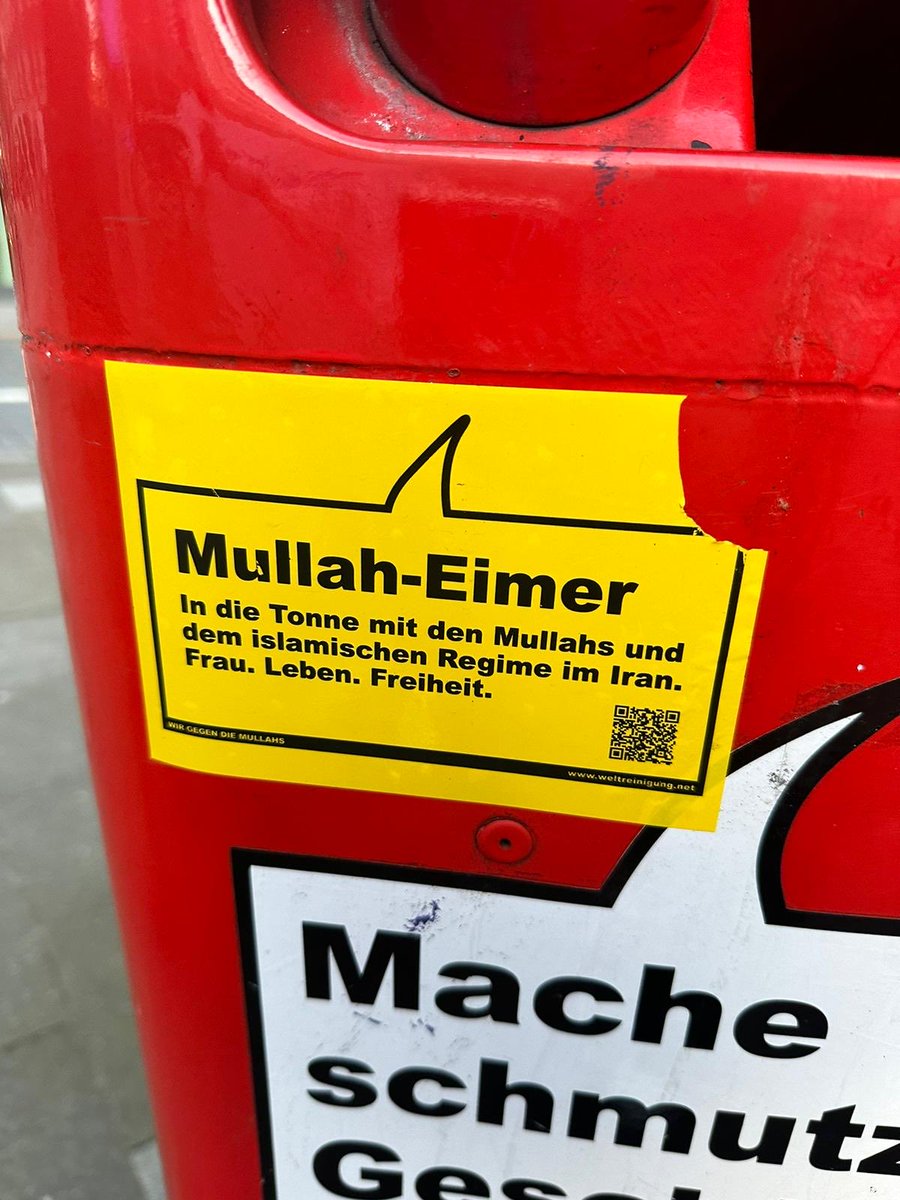 Mullah-Eimer
In die Tonne mit den Mullahs und
dem islamischen Regime im Iran.
Frau. Leben. Freiheit.
WIR GEGEN DIE MULLAHS
www.weltreinigung.net
Mache
schmutz
Gesch